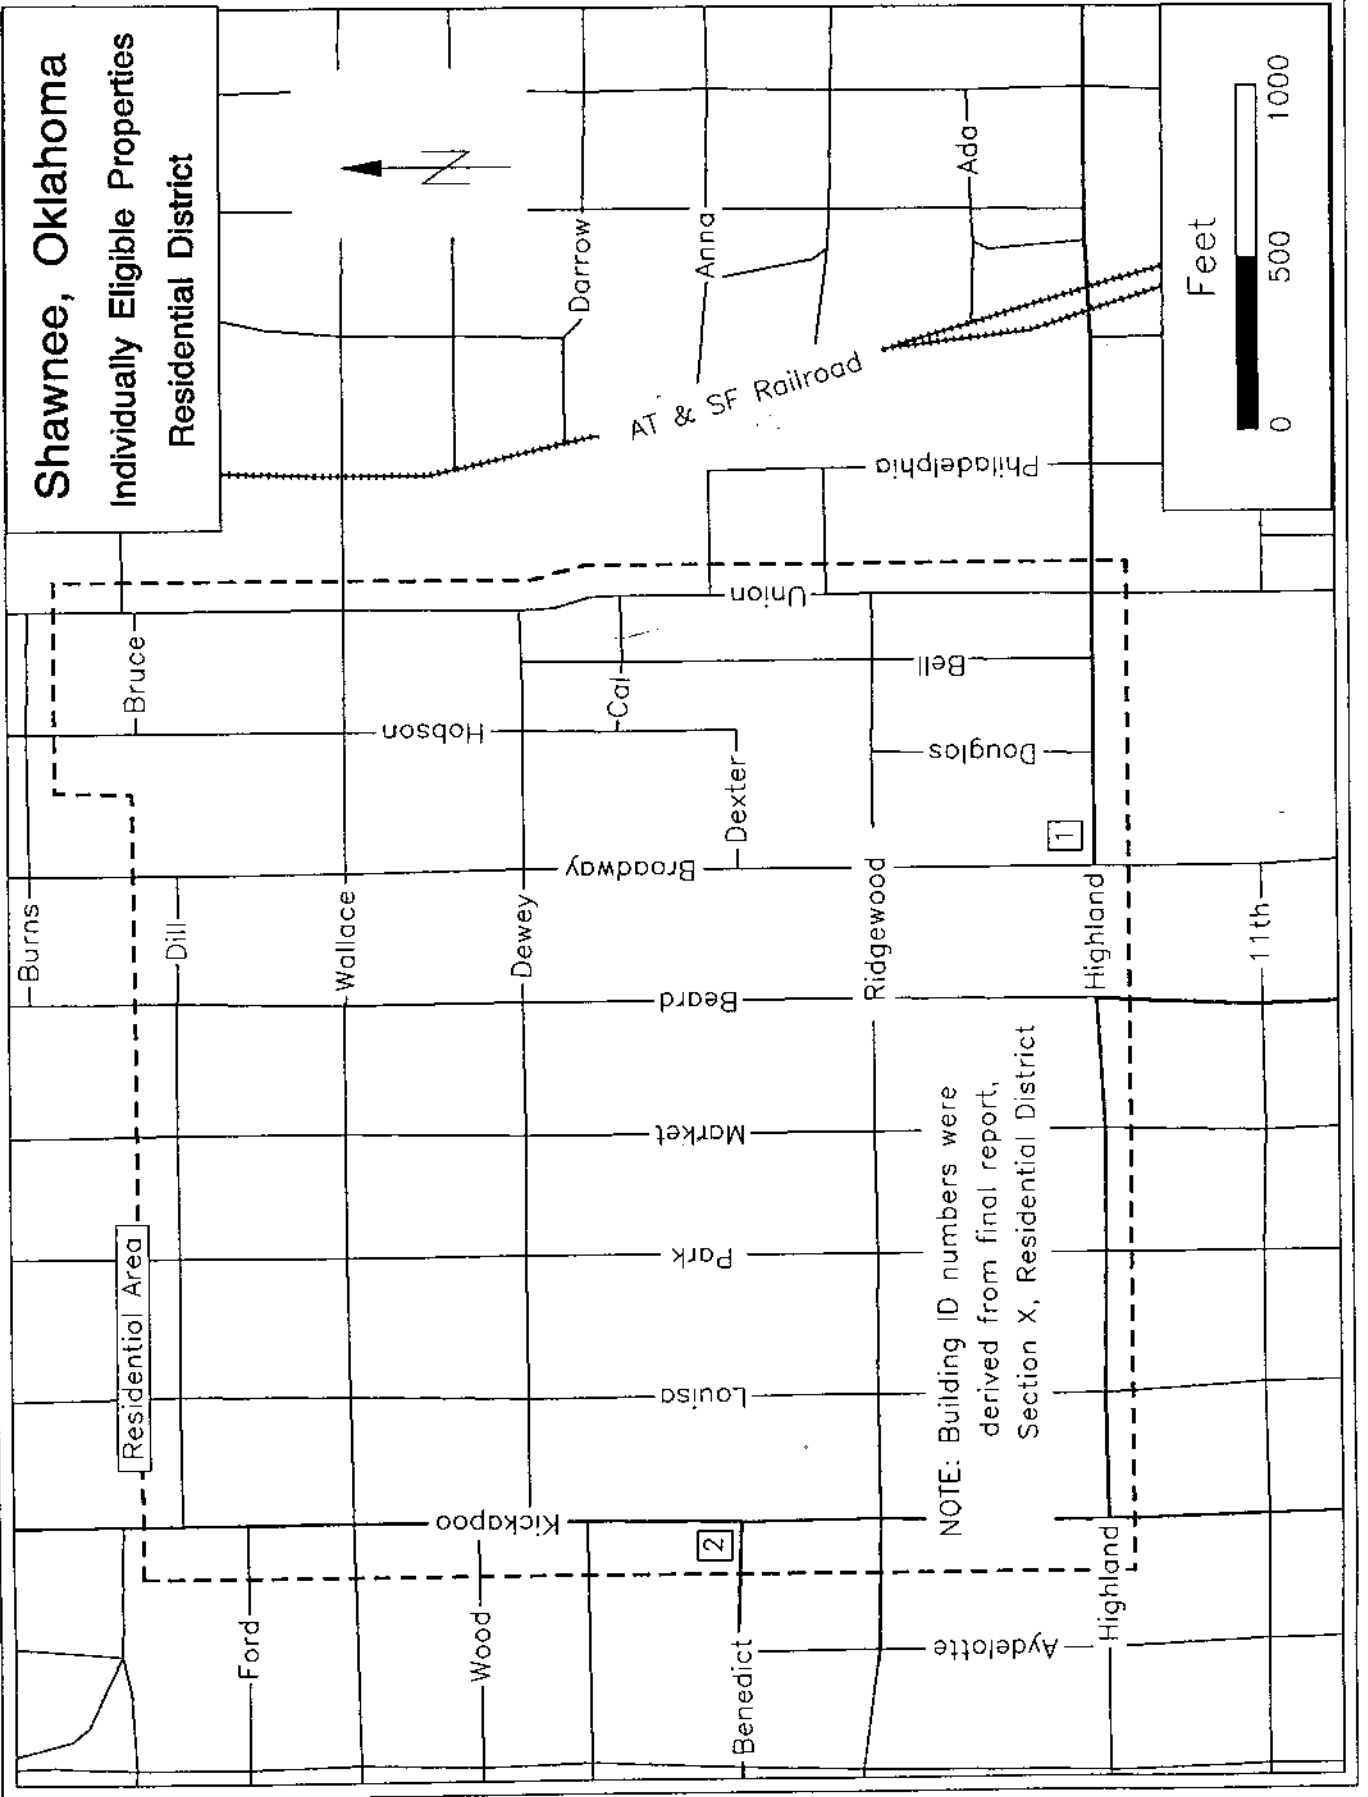 Shawnee, Oklahoma
Individually Eligible Properties
Residential District
N
Burns
Bruce
Residential Area
Dill
Ford
Wallace
Hobson
Kickapoo
Wood
Dewey
Darrow
Cal
Broadway
Anna
AT & SF Railroad
Beard
Market
Park
Louisa
2
Benedict
Dexter
Union
Ridgewood
Philadelphia
Bell
Douglas
Ada
Aydelotte
1
Highland
Highland
NOTE: Building ID numbers were
derived from final report,
Section X, Residential District
11th
Feet
0 500 1000